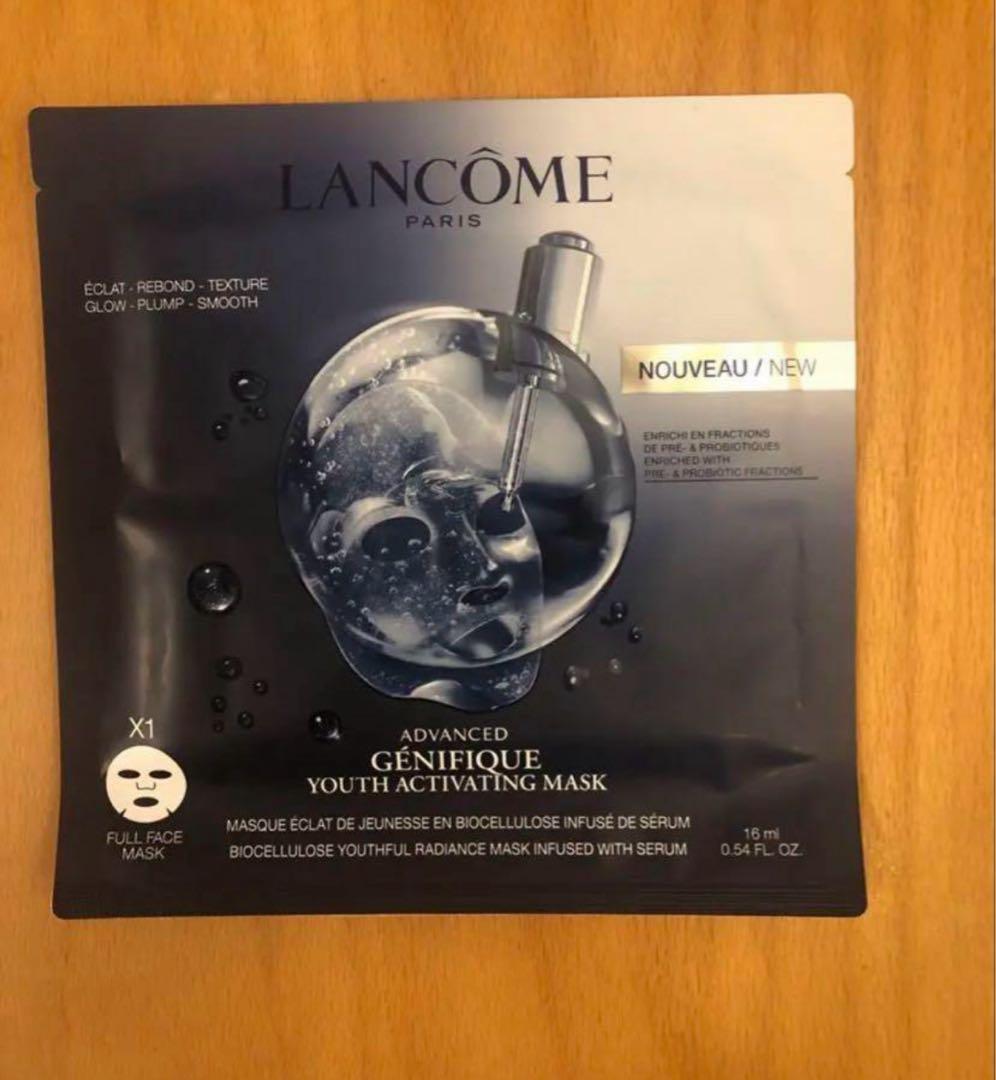 LANCÔME
PARIS
ÉCLAT - REBOND - TEXTURE
GLOW - PLUMP - SMOOTH
NOUVEAU / NEW
ENRICHI EN FRACTIONS
DE PRÉ- & PROBIOTIQUES
ENRICHED WITH
PRE- & PROBIOTIC FRACTIONS
X1
FULL FACE
MASK
ADVANCED
GÉNIFIQUE
YOUTH ACTIVATING MASK
MASQUE ÉCLAT DE JEUNESSE EN BIOCELLULOSE INFUSÉ DE SÉRUM
BIOCELLULOSE YOUTHFUL RADIANCE MASK INFUSED WITH SERUM
16 ml
0.54 FL. OZ.